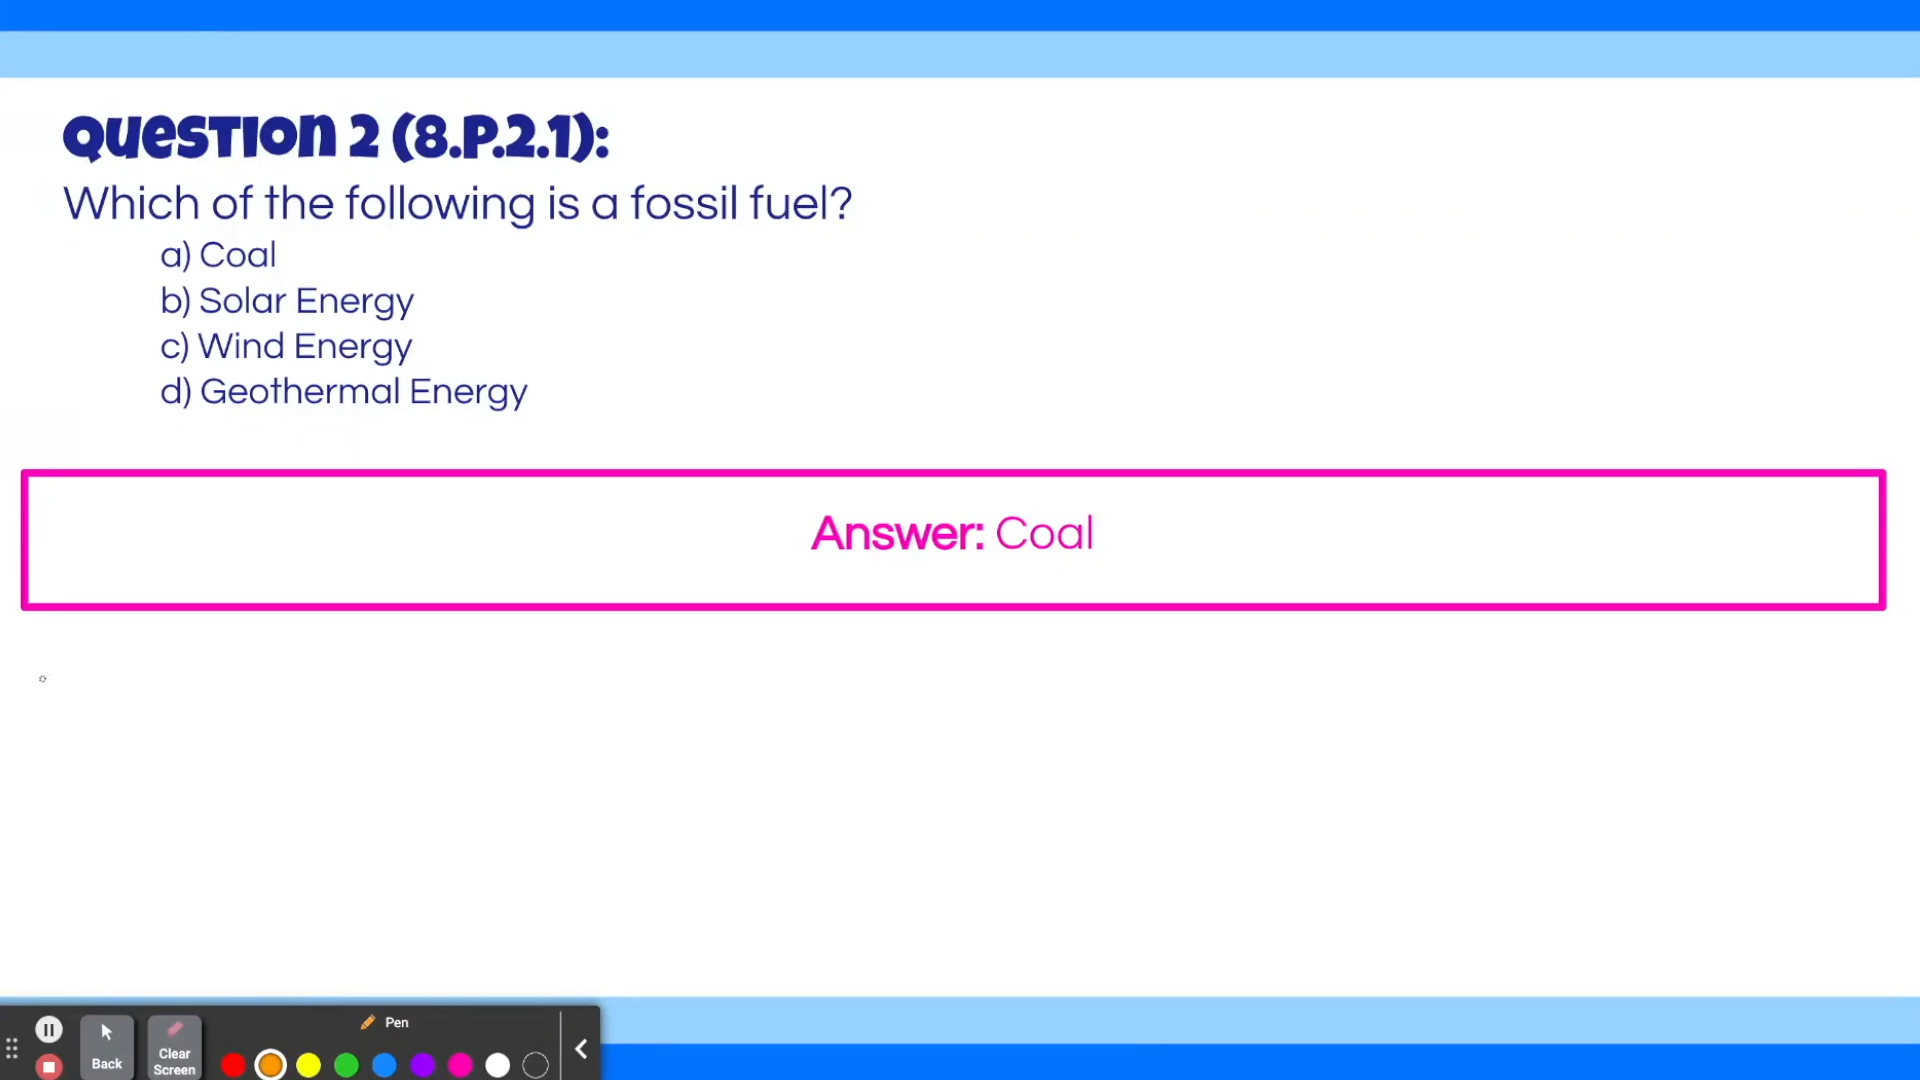 Question 2 (8.P.2.1):
Which of the following is a fossil fuel?
a) Coal
b) Solar Energy
c) Wind Energy
d) Geothermal Energy
Answer: Coal
Pen
Back
Clear
Screen